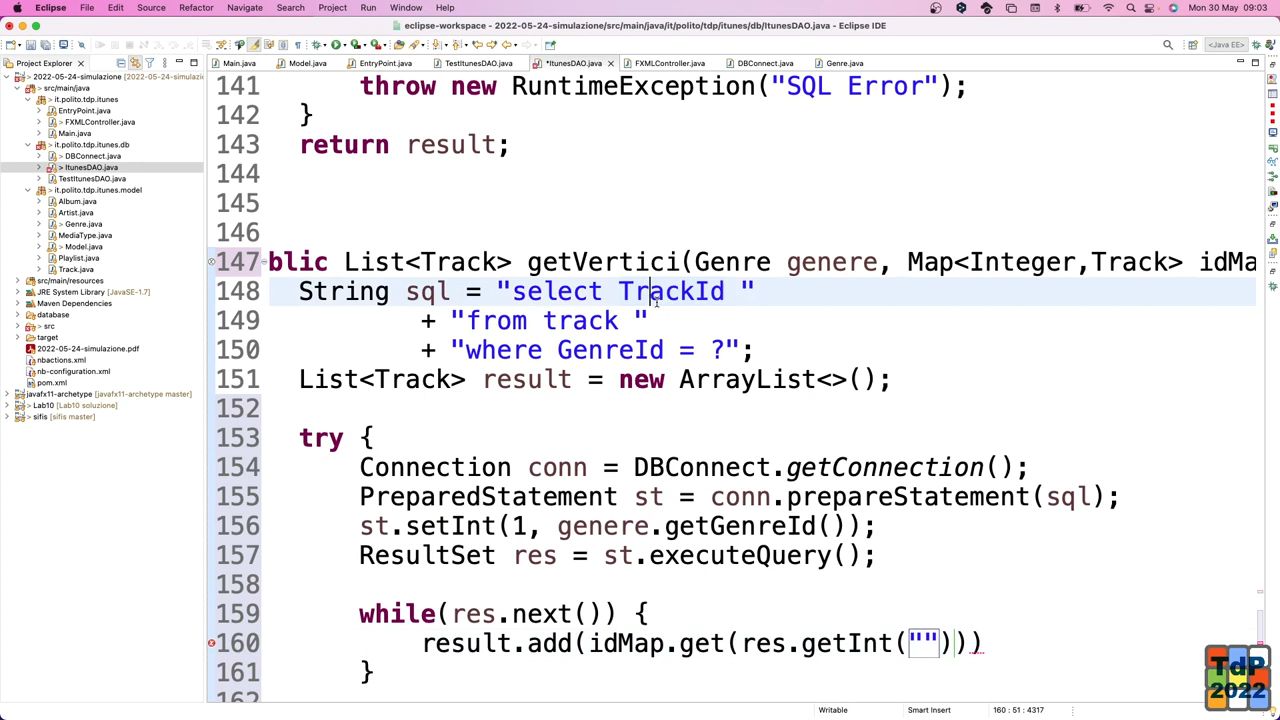 Eclipse File Edit Source Refactor Navigate Search Project Run Window Help Mon 30 May 09:03
eclipse-workspace - 2022-05-24-simulazione/src/main/java/it/polito/tdp/itunes/db/ItunesDAO.java - Eclipse IDE
<Java EE>
Project Explorer
Main.java Model.java EntryPoint.java TestItunesDAO.java *ItunesDAO.java FXMLController.java DBConnect.java Genre.java
> 2022-05-24-simulazione [2022-05-24-simulazi
> src/main/java
> it.polito.tdp.itunes
EntryPoint.java
> FXMLController.java
Main.java
> it.polito.tdp.itunes.db
> DBConnect.java
> ItunesDAO.java
TestItunesDAO.java
> it.polito.tdp.itunes.model
Album.java
Artist.java
> Genre.java
MediaType.java
> Model.java
Playlist.java
Track.java
src/main/resources
JRE System Library [JavaSE-1.7]
Maven Dependencies
database
> src
target
2022-05-24-simulazione.pdf
nbactions.xml
nb-configuration.xml
pom.xml
javafx11-archetype [javafx11-archetype master]
> Lab10 [Lab10 soluzione]
> sifis [sifis master]
141 throw new RuntimeException("SQL Error");
142 }
143 return result;
144
145
146
147 blic List<Track> getVertici(Genre genere, Map<Integer,Track> idMa
148 String sql = "select TrackId "
149 + "from track "
150 + "where GenreId = ?";
151 List<Track> result = new ArrayList<>();
152
153 try {
154 Connection conn = DBConnect.getConnection();
155 PreparedStatement st = conn.prepareStatement(sql);
156 st.setInt(1, genere.getGenreId());
157 ResultSet res = st.executeQuery();
158
159 while(res.next()) {
160 result.add(idMap.get(res.getInt("")))
161 }
162
Writable Smart Insert 160 : 51 : 4317
TdP
2022